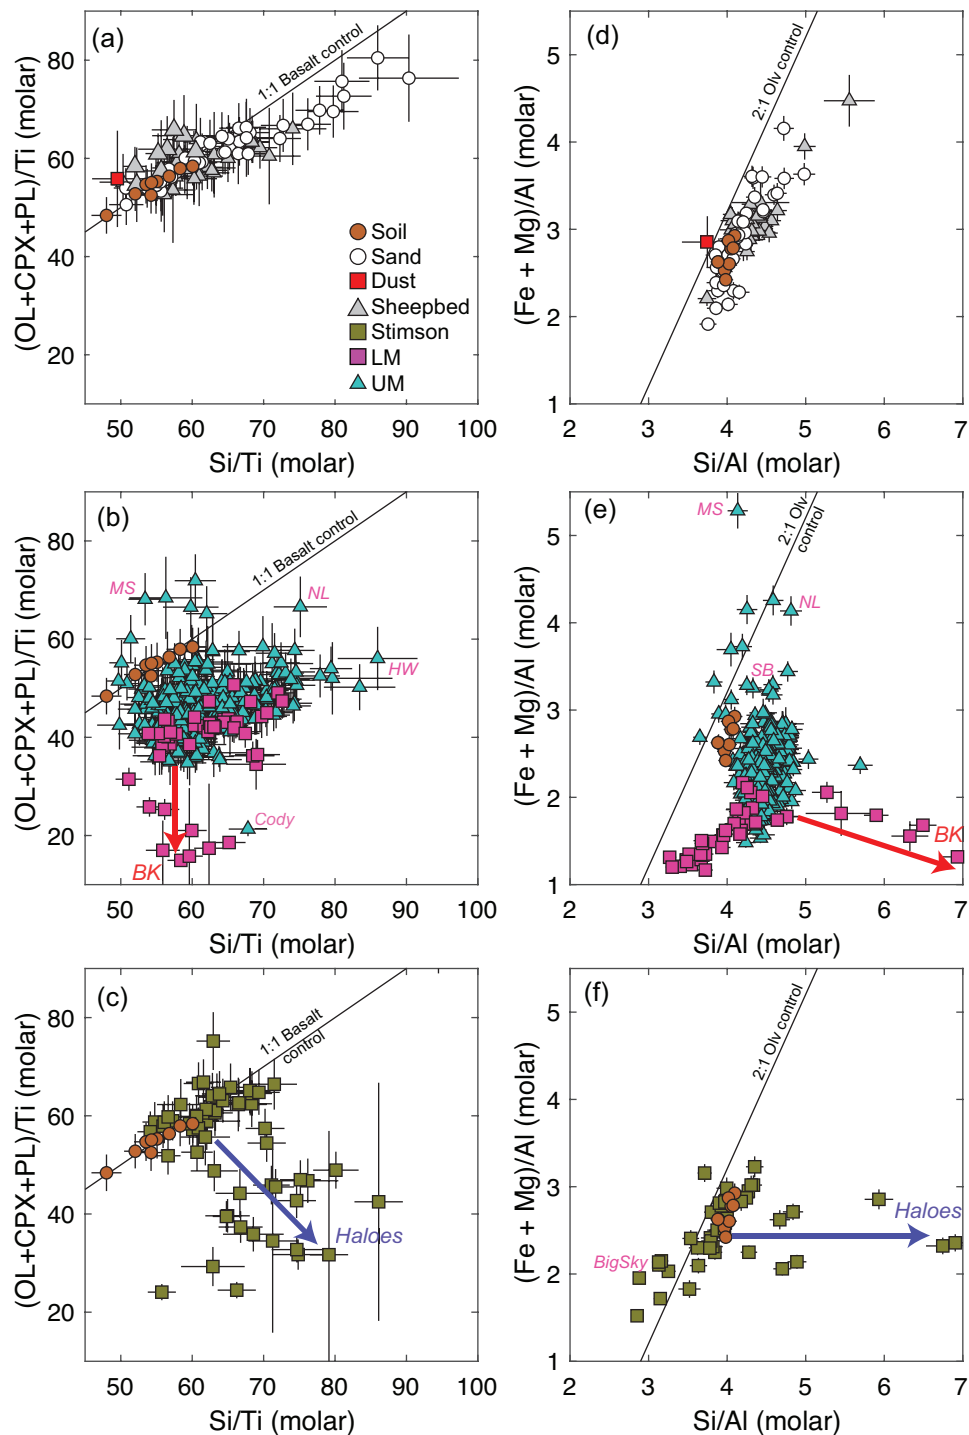 (a)
1:1 Basalt control
(OL+CPX+PL)/Ti (molar)
80
60
40
20
50 60 70 80 90 100
Si/Ti (molar)
Soil
Sand
Dust
Sheepbed
Stimson
LM
UM
(d)
2:1 Olv control
(Fe + Mg)/Al (molar)
5
4
3
2
1
2 3 4 5 6 7
Si/Al (molar)
(b)
1:1 Basalt control
MS
NL
HW
Cody
BK
(OL+CPX+PL)/Ti (molar)
80
60
40
20
50 60 70 80 90 100
Si/Ti (molar)
(e)
MS
2:1 Olv
control
NL
SB
BK
(Fe + Mg)/Al (molar)
5
4
3
2
1
2 3 4 5 6 7
Si/Al (molar)
(c)
1:1 Basalt
control
Haloes
(OL+CPX+PL)/Ti (molar)
80
60
40
20
50 60 70 80 90 100
Si/Ti (molar)
(f)
2:1 Olv control
Haloes
BigSky
(Fe + Mg)/Al (molar)
5
4
3
2
1
2 3 4 5 6 7
Si/Al (molar)